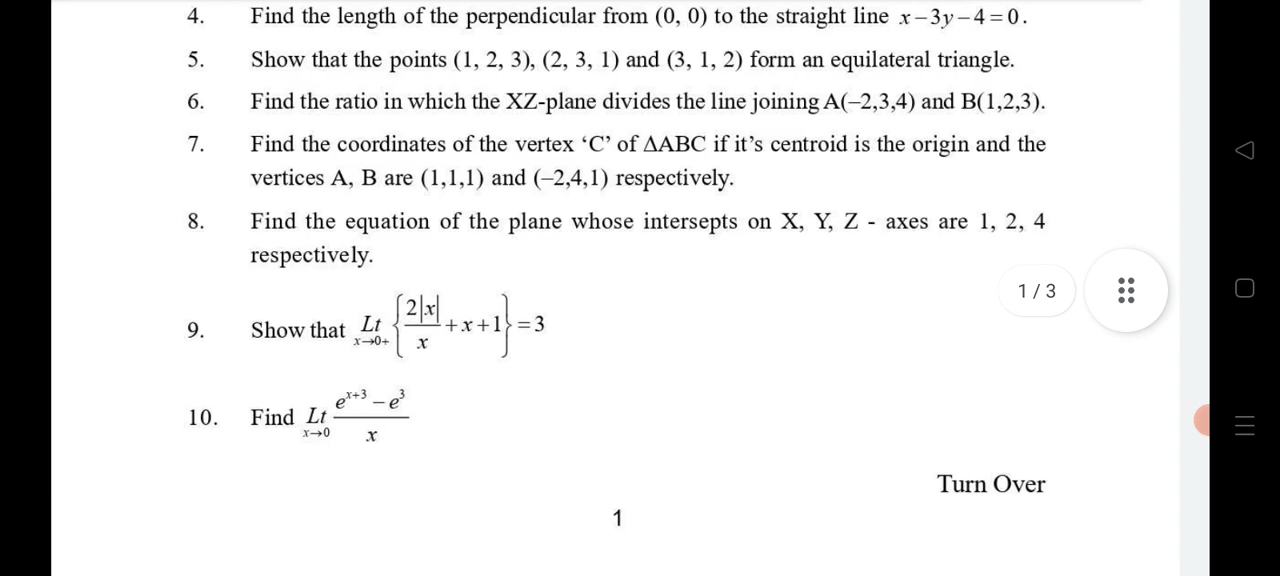 4. Find the length of the perpendicular from (0, 0) to the straight line x−3y−4=0.
5. Show that the points (1, 2, 3), (2, 3, 1) and (3, 1, 2) form an equilateral triangle.
6. Find the ratio in which the XZ-plane divides the line joining A(−2,3,4) and B(1,2,3).
7. Find the coordinates of the vertex ‘C’ of ΔABC if it’s centroid is the origin and the
vertices A, B are (1,1,1) and (−2,4,1) respectively.
8. Find the equation of the plane whose intersepts on X, Y, Z - axes are 1, 2, 4
respectively.
1 / 3
9. Show that Lt x→0+ {2|x|/x +x+1}=3
10. Find Lt x→0 (e^{x+3} − e^3)/x
Turn Over
1